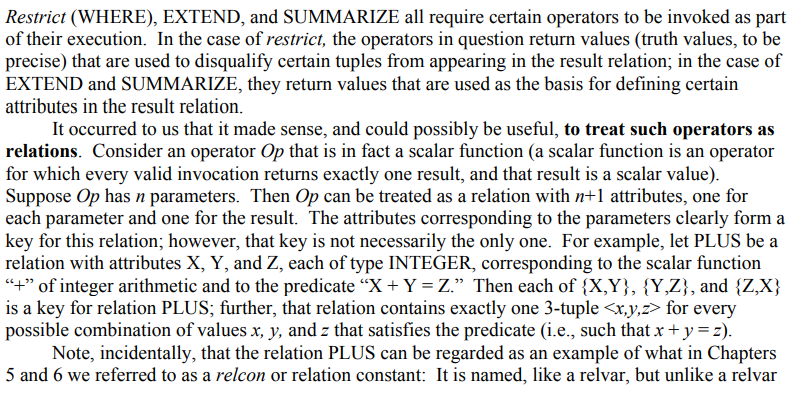 Restrict (WHERE), EXTEND, and SUMMARIZE all require certain operators to be invoked as part
of their execution.  In the case of restrict, the operators in question return values (truth values, to be
precise) that are used to disqualify certain tuples from appearing in the result relation; in the case of
EXTEND and SUMMARIZE, they return values that are used as the basis for defining certain
attributes in the result relation.
It occurred to us that it made sense, and could possibly be useful, to treat such operators as
relations.  Consider an operator Op that is in fact a scalar function (a scalar function is an operator
for which every valid invocation returns exactly one result, and that result is a scalar value).
Suppose Op has n parameters.  Then Op can be treated as a relation with n+1 attributes, one for
each parameter and one for the result.  The attributes corresponding to the parameters clearly form a
key for this relation; however, that key is not necessarily the only one.  For example, let PLUS be a
relation with attributes X, Y, and Z, each of type INTEGER, corresponding to the scalar function
“+” of integer arithmetic and to the predicate “X + Y = Z.”  Then each of {X,Y}, {Y,Z}, and {Z,X}
is a key for relation PLUS; further, that relation contains exactly one 3-tuple <x,y,z> for every
possible combination of values x, y, and z that satisfies the predicate (i.e., such that x + y = z).
Note, incidentally, that the relation PLUS can be regarded as an example of what in Chapters
5 and 6 we referred to as a relcon or relation constant:  It is named, like a relvar, but unlike a relvar